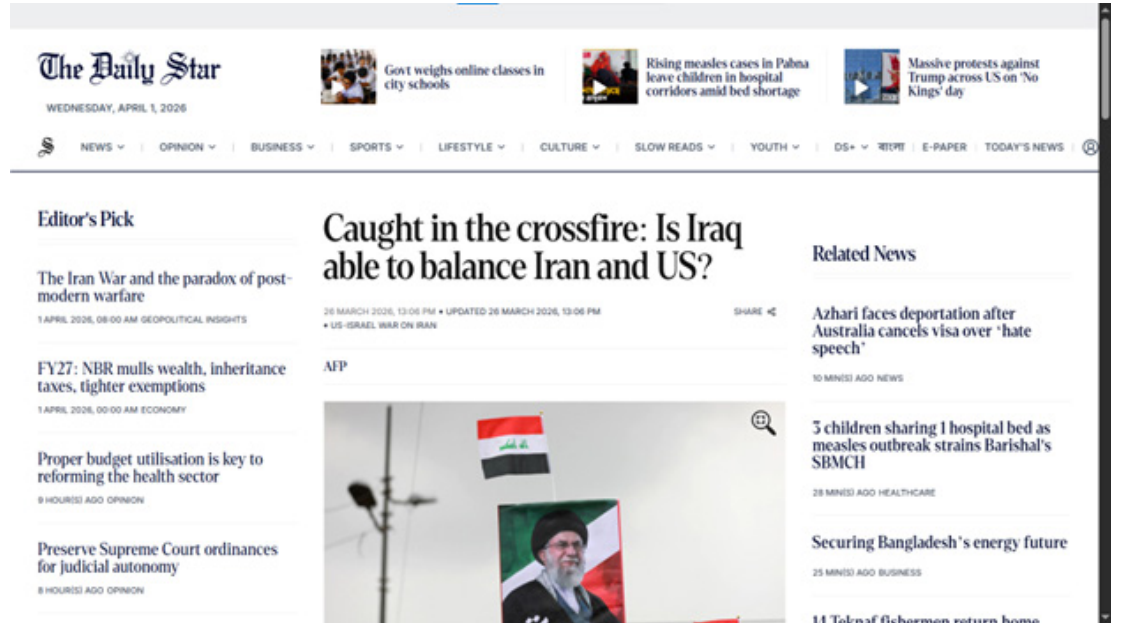 The Daily Star
WEDNESDAY, APRIL 1, 2026
Govt weighs online classes in
city schools
Rising measles cases in Pabna
leave children in hospital
corridors amid bed shortage
Massive protests against
Trump across US on 'No
Kings' day
S
NEWS
OPINION
BUSINESS
SPORTS
LIFESTYLE
CULTURE
SLOW READS
YOUTH
DS+
বাংলা
E-PAPER
TODAY'S NEWS
Editor's Pick
The Iran War and the paradox of post-
modern warfare
1 APRIL 2026, 08:00 AM GEOPOLITICAL INSIGHTS
FY27: NBR mulls wealth, inheritance
taxes, tighter exemptions
1 APRIL 2026, 00:00 AM ECONOMY
Proper budget utilisation is key to
reforming the health sector
9 HOUR(S) AGO OPINION
Preserve Supreme Court ordinances
for judicial autonomy
8 HOUR(S) AGO OPINION
Caught in the crossfire: Is Iraq
able to balance Iran and US?
26 MARCH 2026, 13:06 PM • UPDATED 26 MARCH 2026, 13:06 PM
• US-ISRAEL WAR ON IRAN
SHARE
AFP
Related News
Azhari faces deportation after
Australia cancels visa over 'hate
speech'
10 MIN(S) AGO NEWS
3 children sharing 1 hospital bed as
measles outbreak strains Barishal's
SBMCH
28 MIN(S) AGO HEALTHCARE
Securing Bangladesh's energy future
25 MIN(S) AGO BUSINESS
14 Teknaf fishermen return home